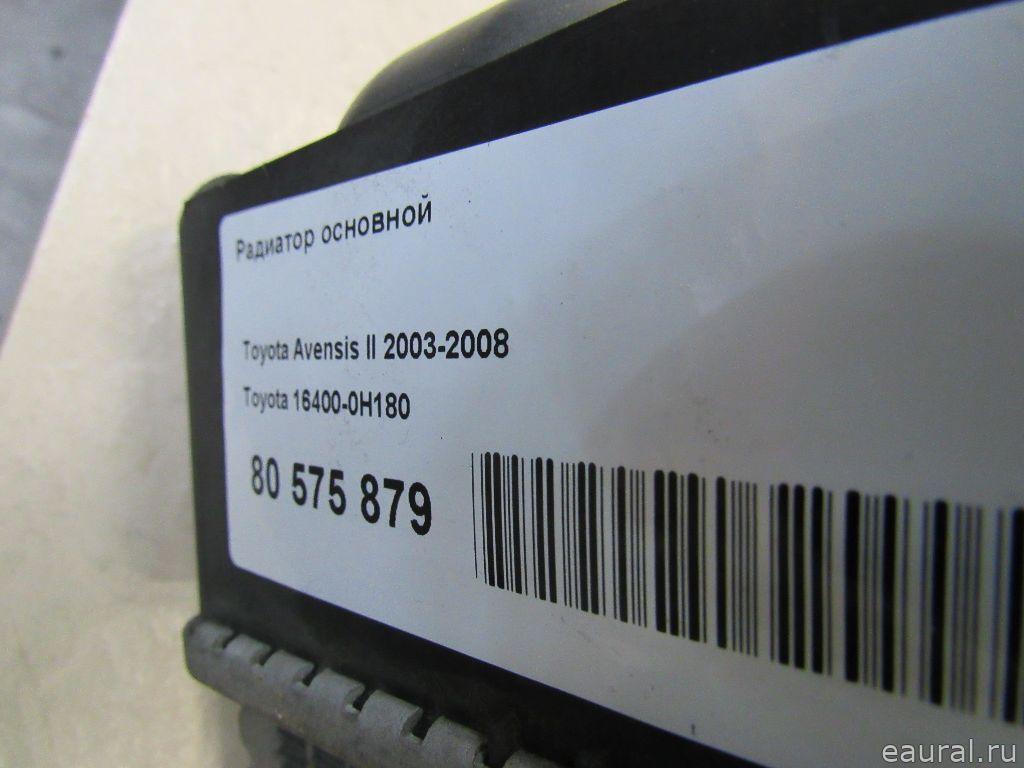 Радиатор основной
Toyota Avensis II 2003-2008
Toyota 16400-0H180
80 575 879
eaural.ru